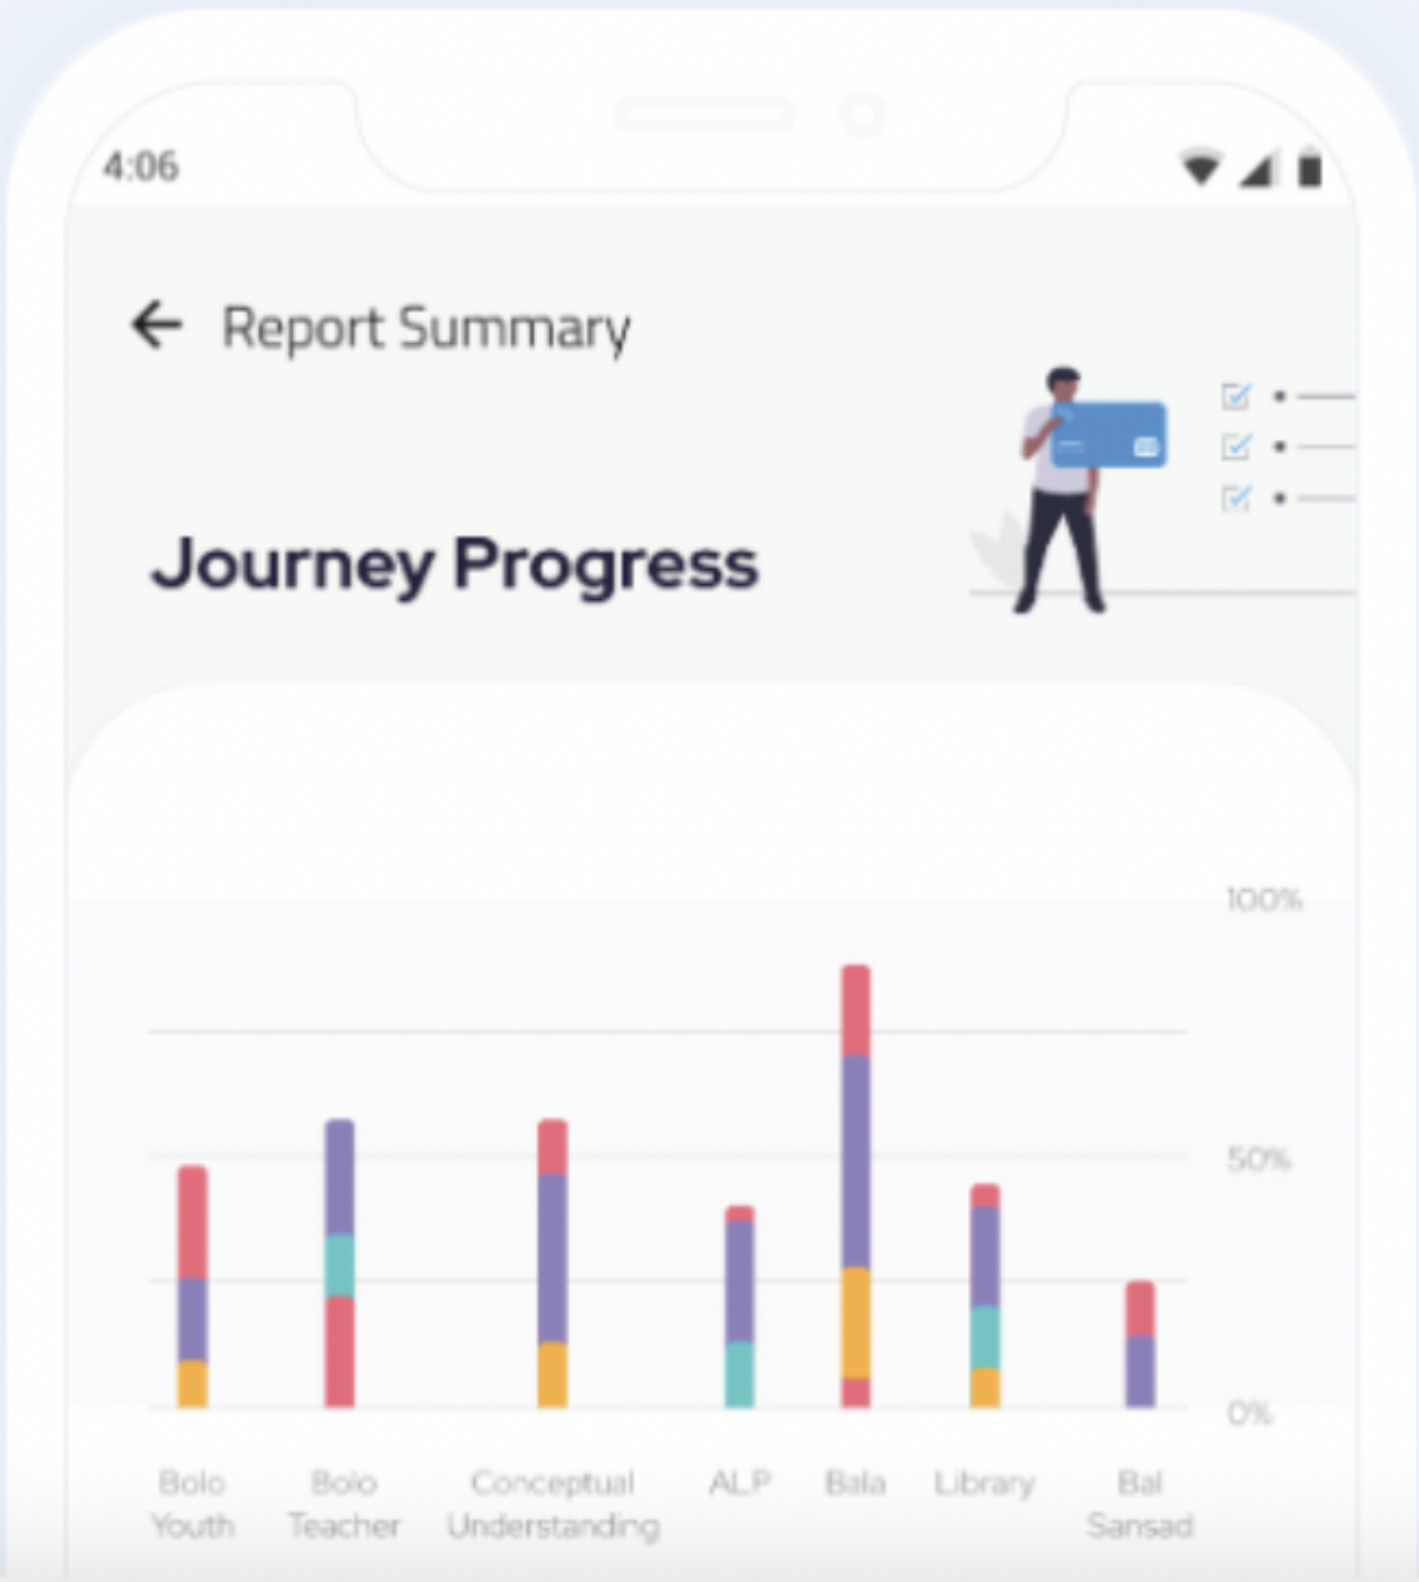 4:06
Report Summary
Journey Progress
100%
50%
0%
Bolo Youth
Bolo Teacher
Conceptual Understanding
ALP
Bala
Library
Bal Sansad